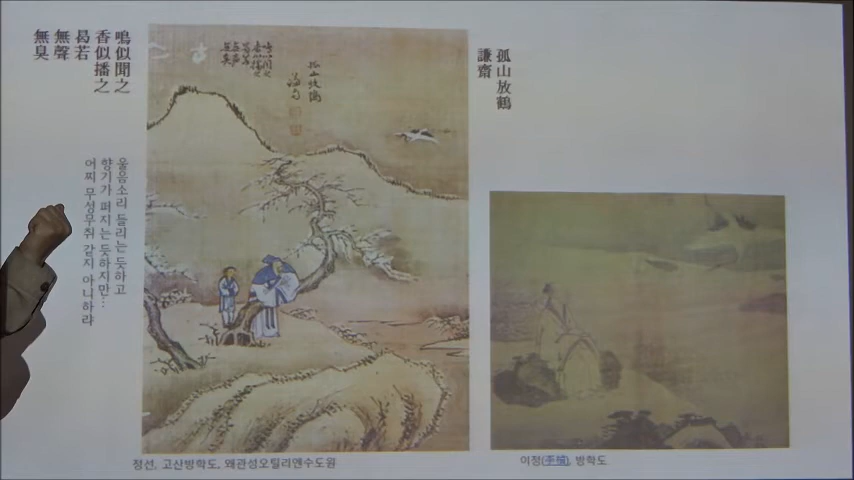 孤山放鶴
謙齋
鳴似聞之
香似播之
曷若
無聲
無臭
울음소리 들리는 듯하고
향기가 퍼지는 듯하지만…
어찌 무성무취 같지 아니하랴
孤山放鶴
정선, 고산방학도, 왜관성오틸리엔수도원
이정(李楨), 방학도